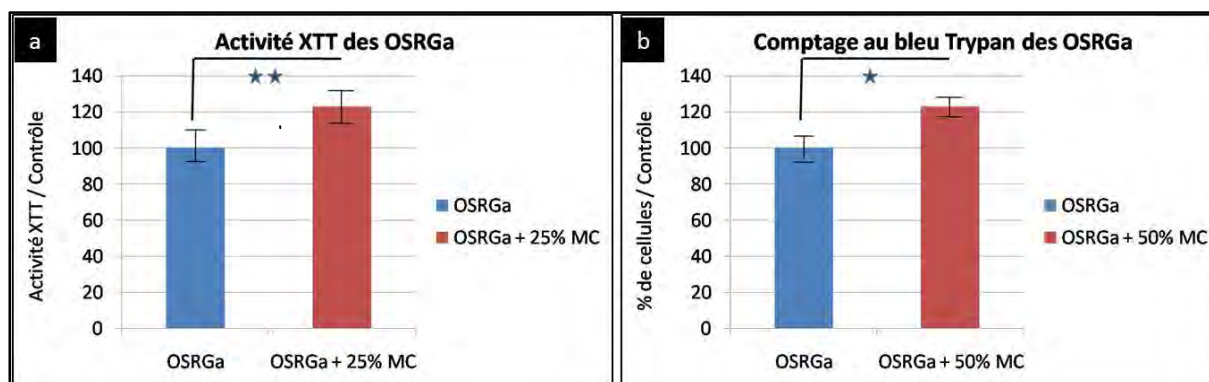 a
Activité XTT des OSRGa
★★
Activité XTT / Contrôle
140
120
100
80
60
40
20
0
OSRGa
OSRGa + 25% MC
OSRGa
OSRGa + 25% MC
b
Comptage au bleu Trypan des OSRGa
★
% de cellules / Contrôle
140
120
100
80
60
40
20
0
OSRGa
OSRGa + 50% MC
OSRGa
OSRGa + 50% MC